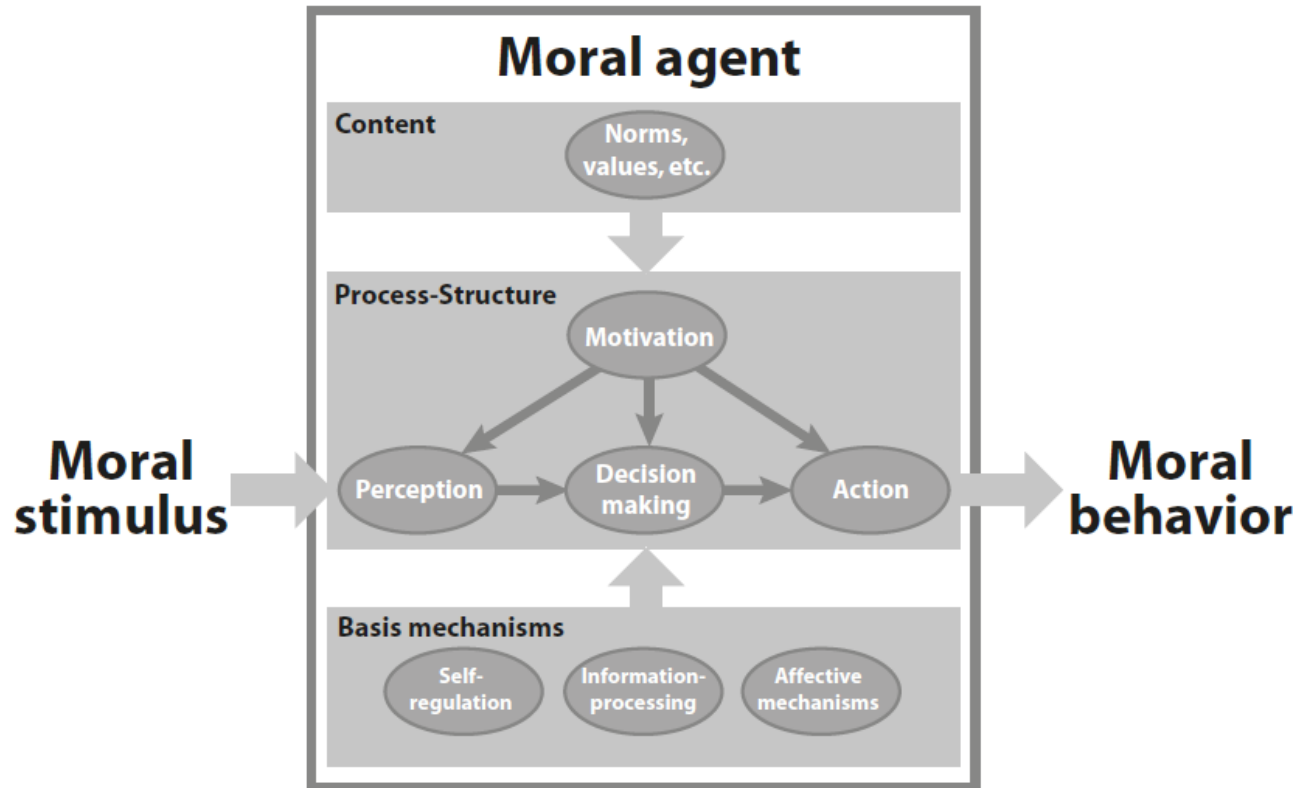 Moral agent
Content
Norms,
values, etc.
Process-Structure
Motivation
Moral
stimulus
Perception
Decision
making
Action
Moral
behavior
Basis mechanisms
Self-
regulation
Information-
processing
Affective
mechanisms